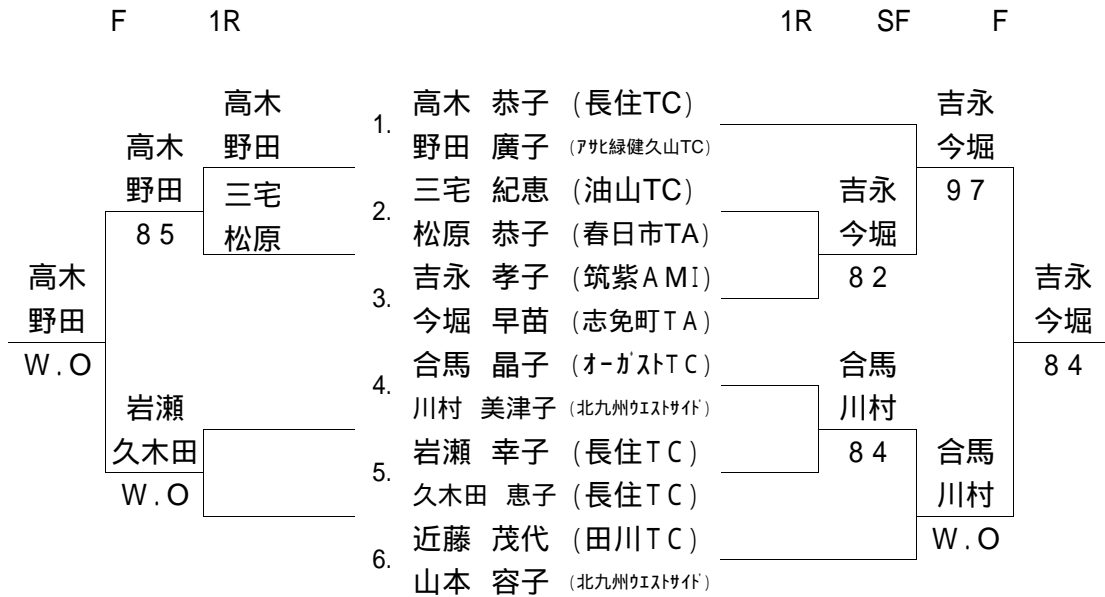 F 1R 1R SF F
高木 高木 恭子 (長住TC) 吉永
1.
高木 野田 野田 廣子 (ｱｻﾋ緑健久山TC) 今堀
野田 三宅 三宅 紀恵 (油山TC) 吉永 9 7
2.
8 5 松原 松原 恭子 (春日市TA) 今堀
高木 吉永 孝子 (筑紫ＡＭI) 8 2 吉永
3.
野田 今堀 早苗 (志免町ＴＡ) 今堀
Ｗ.Ｏ 合馬 晶子 (ｵｰｶﾞｽﾄＴＣ) 合馬 8 4
4.
岩瀬 川村 美津子 (北九州ｳｴｽﾄｻｲﾄﾞ) 川村
久木田 岩瀬 幸子 (長住ＴＣ) 8 4 合馬
5.
Ｗ.Ｏ 久木田 恵子 (長住ＴＣ) 川村
近藤 茂代 (田川ＴＣ) Ｗ.Ｏ
6.
山本 容子 (北九州ｳｴｽﾄｻｲﾄﾞ)